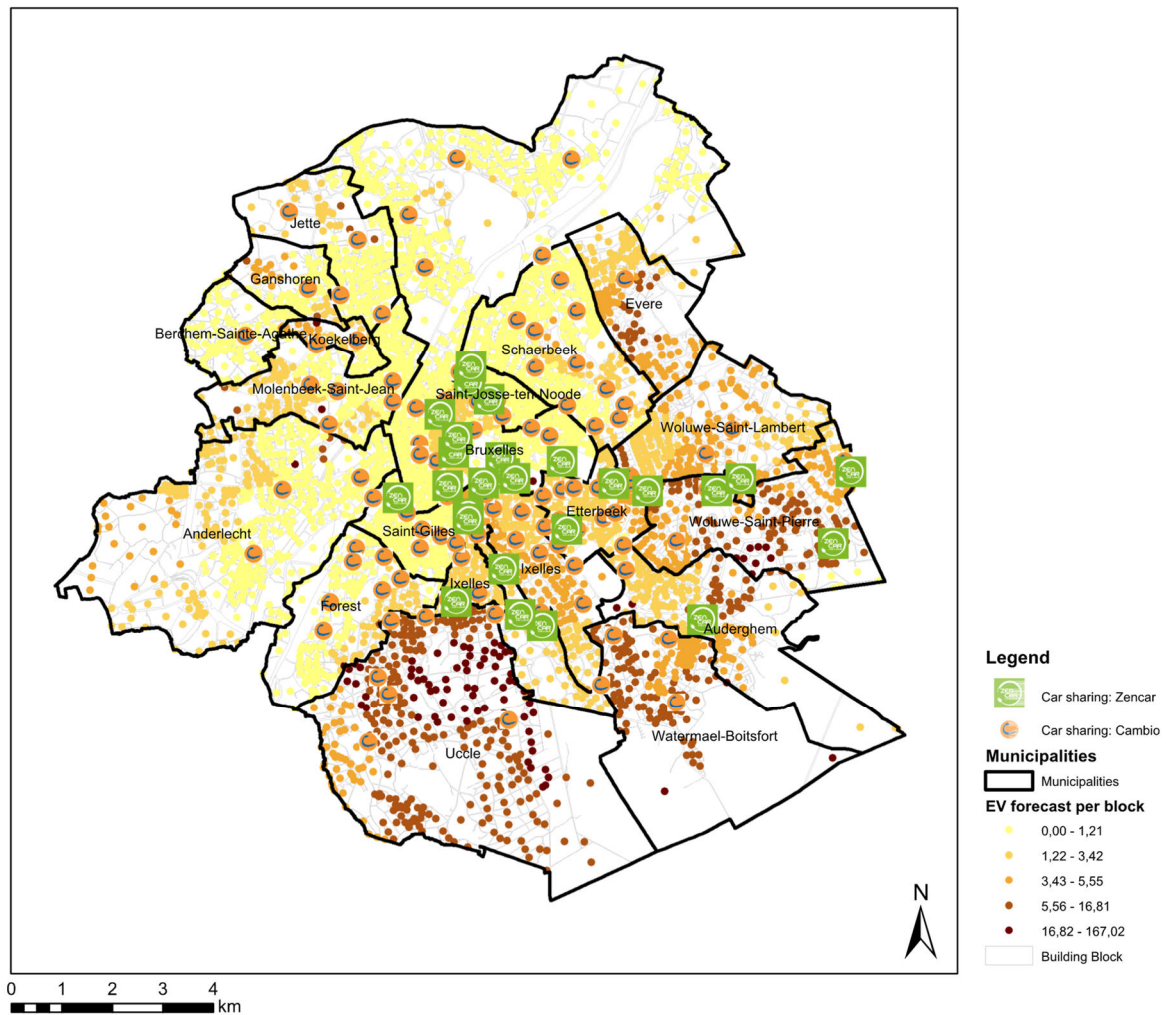 Jette
Ganshoren
Evere
Berchem-Sainte-Agathe
Koekelberg
Schaerbeek
Molenbeek-Saint-Jean
Saint-Josse-ten-Noode
Woluwe-Saint-Lambert
Bruxelles
Etterbeek
Woluwe-Saint-Pierre
Anderlecht
Saint-Gilles
Ixelles
Ixelles
Forest
Auderghem
Uccle
Watermael-Boitsfort
N
0 1 2 3 4
km
Legend
ZEN CAR
Car sharing: Zencar
Car sharing: Cambio
Municipalities
Municipalities
EV forecast per block
0,00 - 1,21
1,22 - 3,42
3,43 - 5,55
5,56 - 16,81
16,82 - 167,02
Building Block